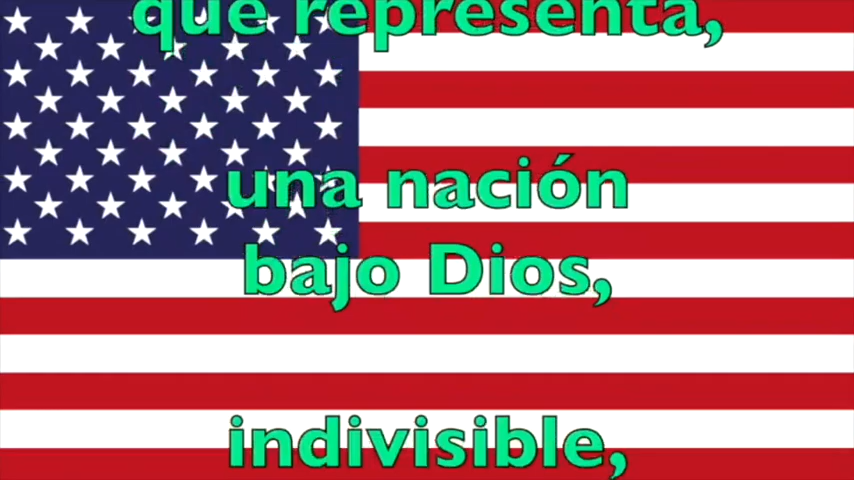 que representa,
una nación
bajo Dios,
indivisible,